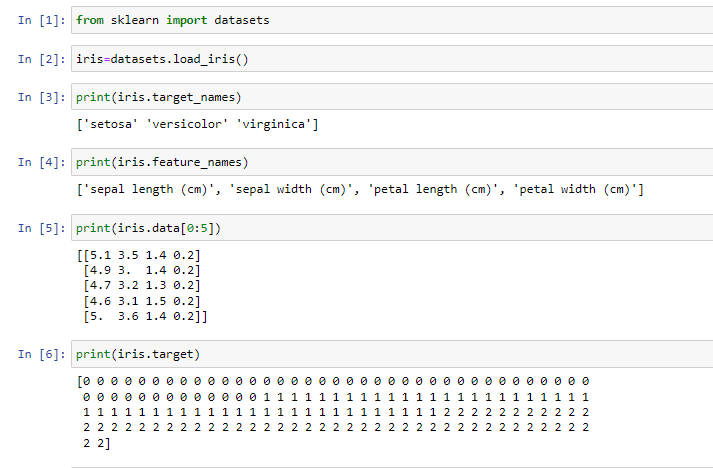 In [1]: from sklearn import datasets
In [2]: iris=datasets.load_iris()
In [3]: print(iris.target_names)
['setosa' 'versicolor' 'virginica']
In [4]: print(iris.feature_names)
['sepal length (cm)', 'sepal width (cm)', 'petal length (cm)', 'petal width (cm)']
In [5]: print(iris.data[0:5])
[[5.1 3.5 1.4 0.2]
[4.9 3.  1.4 0.2]
[4.7 3.2 1.3 0.2]
[4.6 3.1 1.5 0.2]
[5.  3.6 1.4 0.2]]
In [6]: print(iris.target)
[0 0 0 0 0 0 0 0 0 0 0 0 0 0 0 0 0 0 0 0 0 0 0 0 0 0 0 0 0 0 0 0 0 0 0 0 0
0 0 0 0 0 0 0 0 0 0 0 0 0 1 1 1 1 1 1 1 1 1 1 1 1 1 1 1 1 1 1 1 1 1 1 1 1
1 1 1 1 1 1 1 1 1 1 1 1 1 1 1 1 1 1 1 1 1 1 1 1 1 1 2 2 2 2 2 2 2 2 2 2 2
2 2 2 2 2 2 2 2 2 2 2 2 2 2 2 2 2 2 2 2 2 2 2 2 2 2 2 2 2 2 2 2 2 2 2 2 2
2 2]